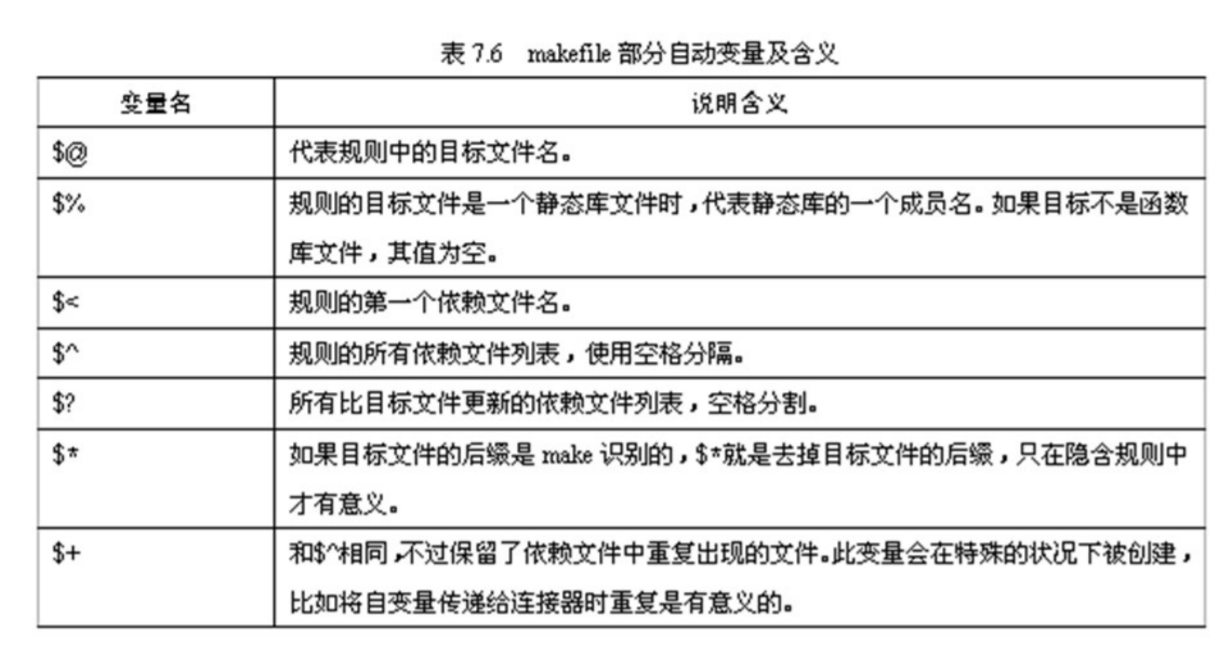 表 7.6 makefile 部分自动变量及含义
变量名 说明含义
$@ 代表规则中的目标文件名。
$% 规则的目标文件是一个静态库文件时，代表静态库的一个成员名。如果目标不是函数
库文件，其值为空。
$< 规则的第一个依赖文件名。
$^ 规则的所有依赖文件列表，使用空格分隔。
$? 所有比目标文件更新的依赖文件列表，空格分割。
$* 如果目标文件的后缀是 make 识别的，$*就是去掉目标文件的后缀，只在隐含规则中
才有意义。
$+ 和$^相同，不过保留了依赖文件中重复出现的文件。此变量会在特殊的状况下被创建，
比如将自变量传递给连接器时重复是有意义的。